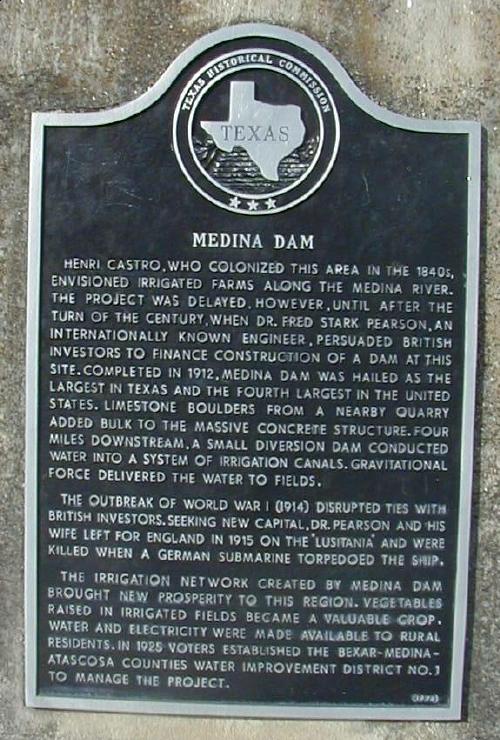 TEXAS HISTORICAL COMMISSION
TEXAS
MEDINA DAM
HENRI CASTRO, WHO COLONIZED THIS AREA IN THE 1840s,
ENVISIONED IRRIGATED FARMS ALONG THE MEDINA RIVER.
THE PROJECT WAS DELAYED, HOWEVER, UNTIL AFTER THE
TURN OF THE CENTURY, WHEN DR. FRED STARK PEARSON, AN
INTERNATIONALLY KNOWN ENGINEER, PERSUADED BRITISH
INVESTORS TO FINANCE CONSTRUCTION OF A DAM AT THIS
SITE. COMPLETED IN 1912, MEDINA DAM WAS HAILED AS THE
LARGEST IN TEXAS AND THE FOURTH LARGEST IN THE UNITED
STATES. LIMESTONE BOULDERS FROM A NEARBY QUARRY
ADDED BULK TO THE MASSIVE CONCRETE STRUCTURE. FOUR
MILES DOWNSTREAM, A SMALL DIVERSION DAM CONDUCTED
WATER INTO A SYSTEM OF IRRIGATION CANALS. GRAVITATIONAL
FORCE DELIVERED THE WATER TO FIELDS.
THE OUTBREAK OF WORLD WAR I (1914) DISRUPTED TIES WITH
BRITISH INVESTORS. SEEKING NEW CAPITAL, DR. PEARSON AND HIS
WIFE LEFT FOR ENGLAND IN 1915 ON THE "LUSITANIA" AND WERE
KILLED WHEN A GERMAN SUBMARINE TORPEDOED THE SHIP.
THE IRRIGATION NETWORK CREATED BY MEDINA DAM
BROUGHT NEW PROSPERITY TO THIS REGION. VEGETABLES
RAISED IN IRRIGATED FIELDS BECAME A VALUABLE CROP.
WATER AND ELECTRICITY WERE MADE AVAILABLE TO RURAL
RESIDENTS. IN 1925 VOTERS ESTABLISHED THE BEXAR-MEDINA-
ATASCOSA COUNTIES WATER IMPROVEMENT DISTRICT NO. 1
TO MANAGE THE PROJECT.